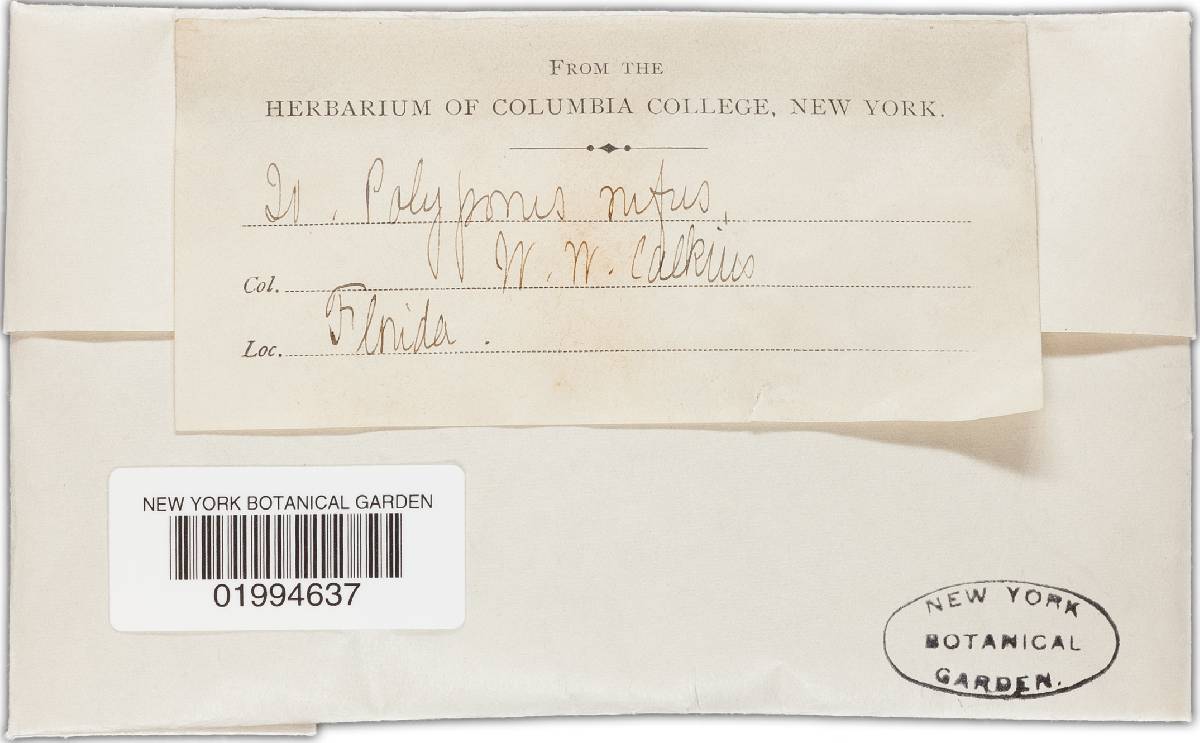 FROM THE
HERBARIUM OF COLUMBIA COLLEGE, NEW YORK.
Polyporus rufus,
Col. W. W. Calkins
Loc. Florida.
NEW YORK BOTANICAL GARDEN
01994637
NEW YORK
BOTANICAL
GARDEN.